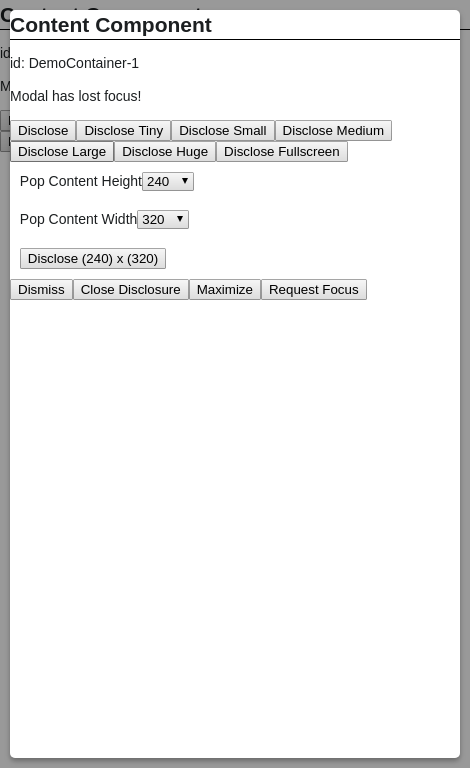 Content Component
id: DemoContainer-1
Modal has lost focus!
Disclose Disclose Tiny Disclose Small Disclose Medium
Disclose Large Disclose Huge Disclose Fullscreen
Pop Content Height 240
Pop Content Width 320
Disclose (240) x (320)
Dismiss Close Disclosure Maximize Request Focus